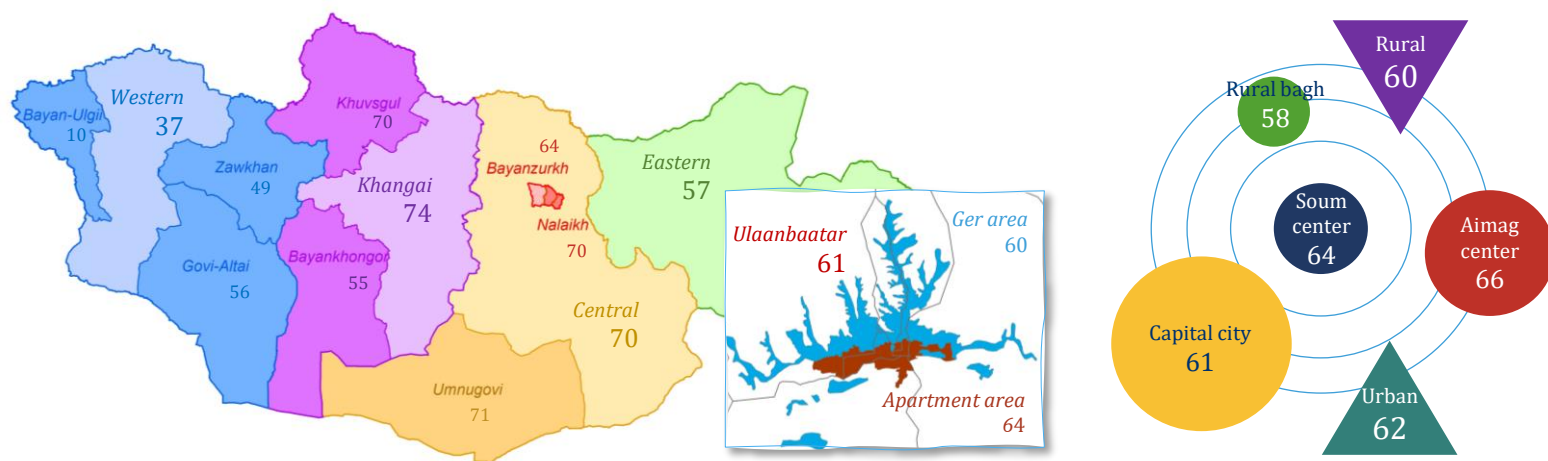 Bayan-Ulgii
10
Western
37
Khuvsgul
70
Zawkhan
49
Khangai
74
Govi-Altai
56
Bayankhongor
55
64
Bayanzurkh
Nalaikh
70
Central
70
Umnugovi
71
Eastern
57
Ulaanbaatar
61
Ger area
60
Apartment area
64
Rural
60
Rural bagh
58
Soum
center
64
Aimag
center
66
Capital city
61
Urban
62